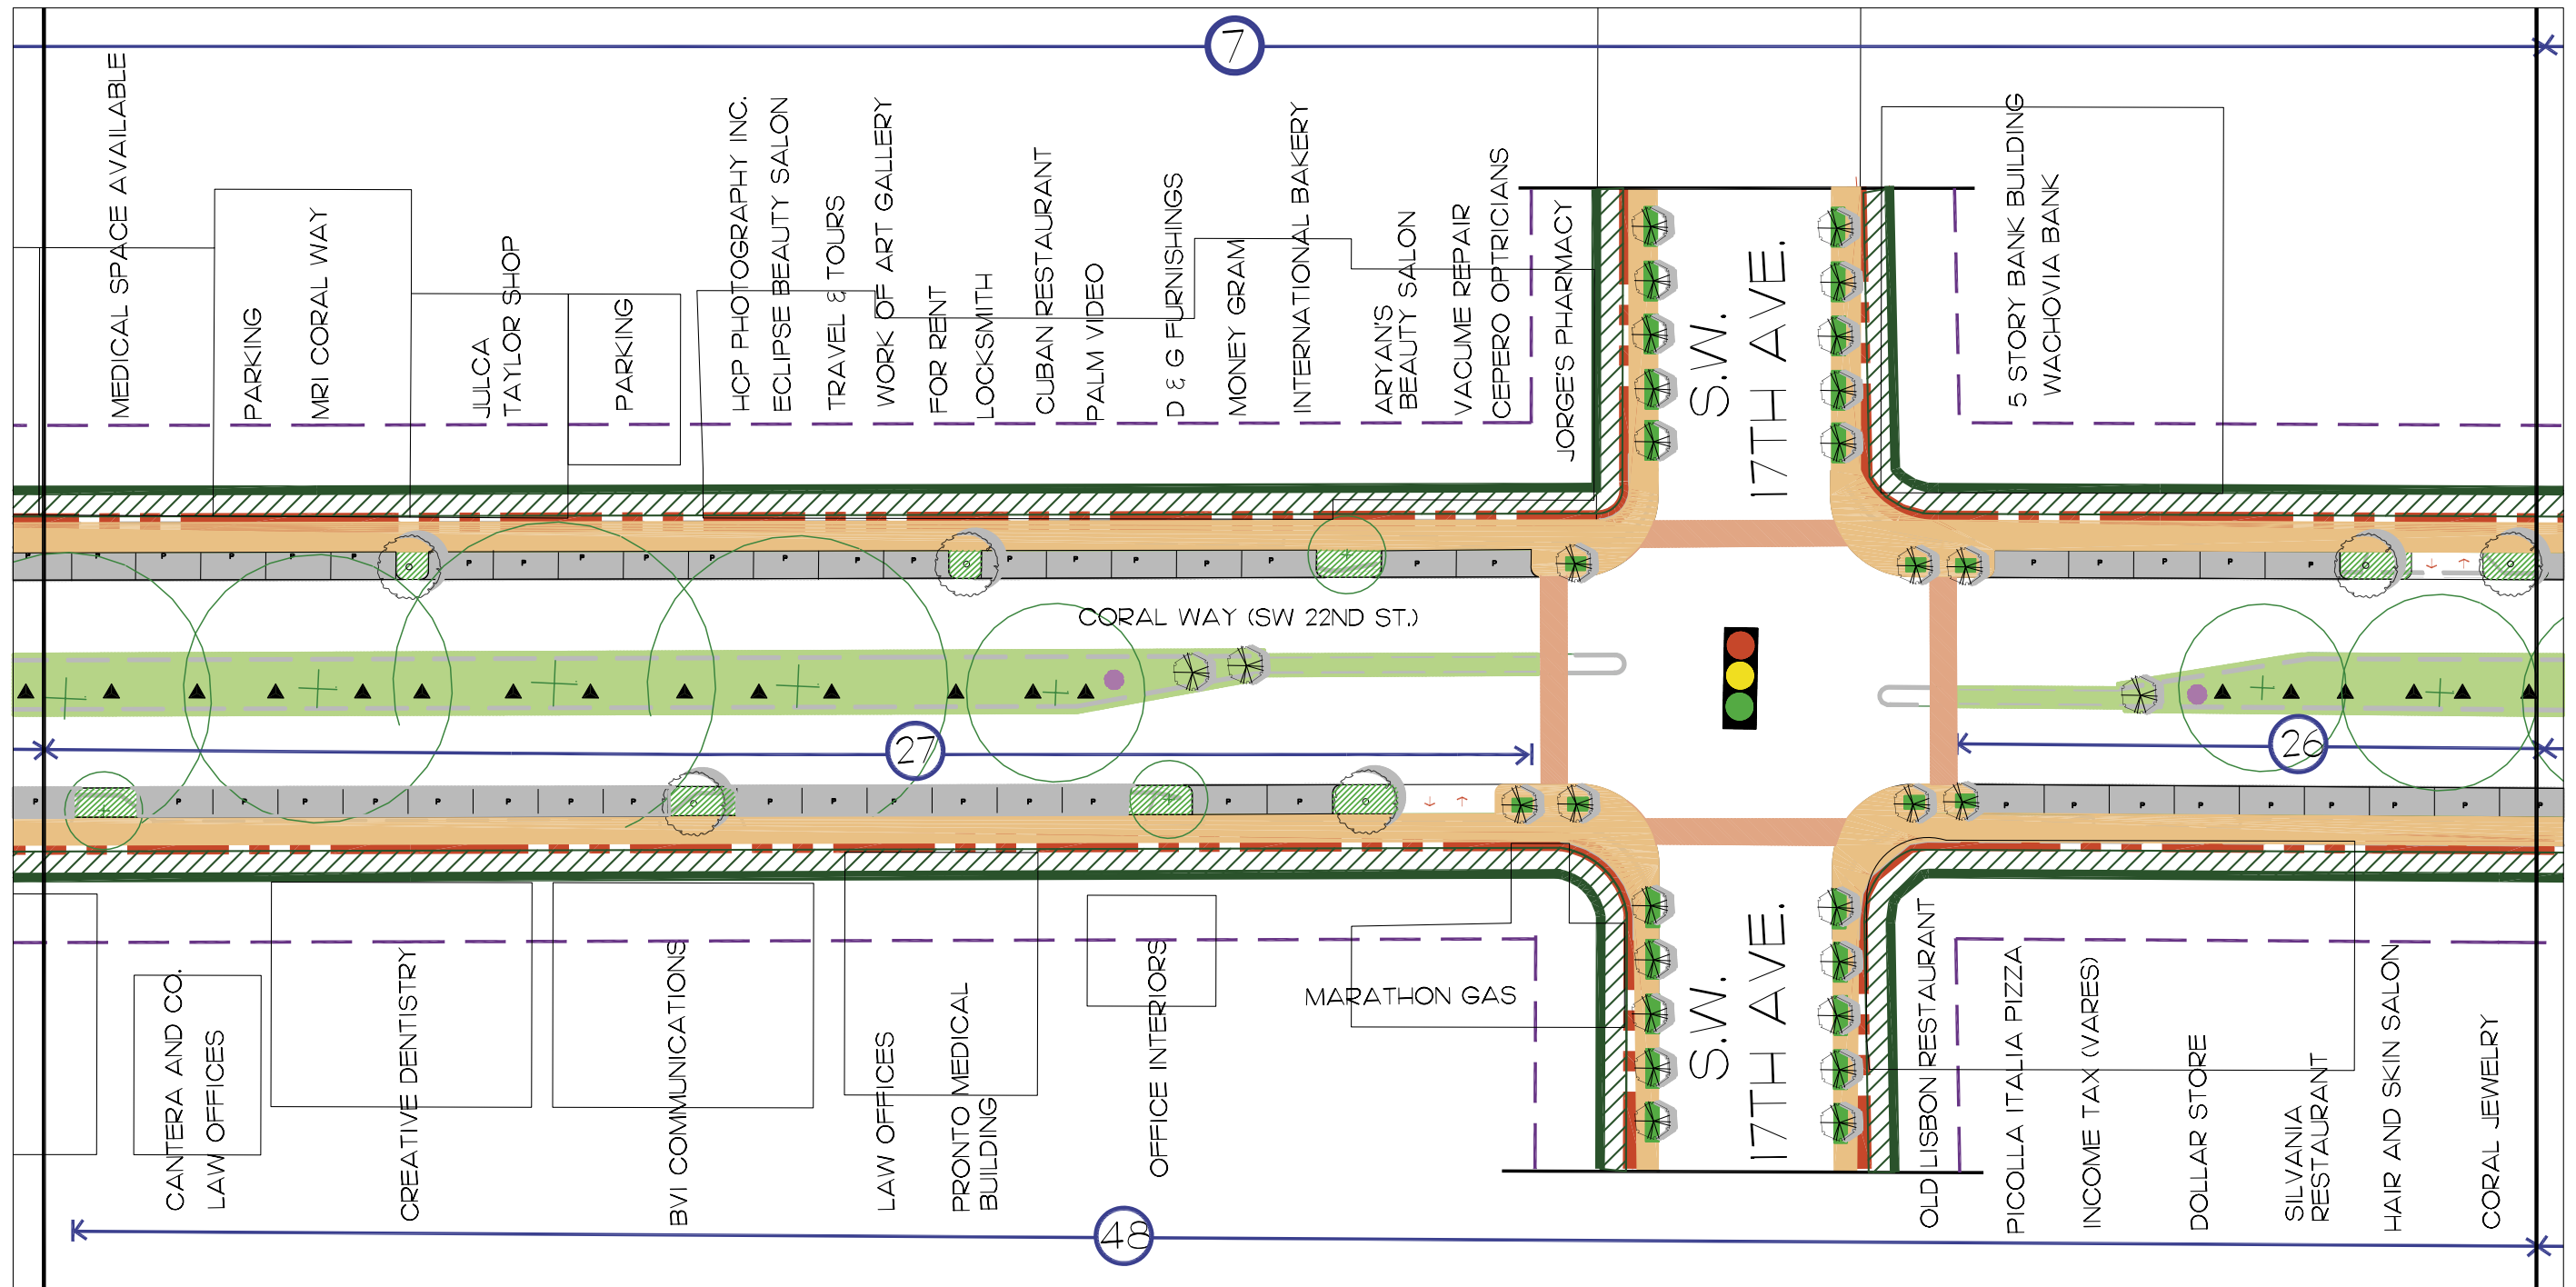 7
MEDICAL SPACE AVAILABLE
PARKING
MRI CORAL WAY
JULCA
TAYLOR SHOP
PARKING
HCP PHOTOGRAPHY INC.
ECLIPSE BEAUTY SALON
TRAVEL & TOURS
WORK OF ART GALLERY
FOR RENT
LOCKSMITH
CUBAN RESTAURANT
PALM VIDEO
D & G FURNISHINGS
MONEY GRAM
INTERNATIONAL BAKERY
ARYAN'S
BEAUTY SALON
VACUME REPAIR
CEPERO OPTRICIANS
JORGE'S PHARMACY
S.W.
17TH AVE.
5 STORY BANK BUILDING
WACHOVIA BANK
P P P P P P P P P P P P P P P P P P P P P P P P P P
CORAL WAY (SW 22ND ST.)
27
26
P P P P P P P P P P P P P P P P P P P P P P P P
CANTERA AND CO.
LAW OFFICES
CREATIVE DENTISTRY
BVI COMMUNICATIONS
LAW OFFICES
PRONTO MEDICAL
BUILDING
OFFICE INTERIORS
MARATHON GAS
S.W.
17TH AVE.
OLD LISBON RESTAURANT
PICOLLA ITALIA PIZZA
INCOME TAX (VARES)
DOLLAR STORE
SILVANIA
RESTAURANT
HAIR AND SKIN SALON
CORAL JEWELRY
48